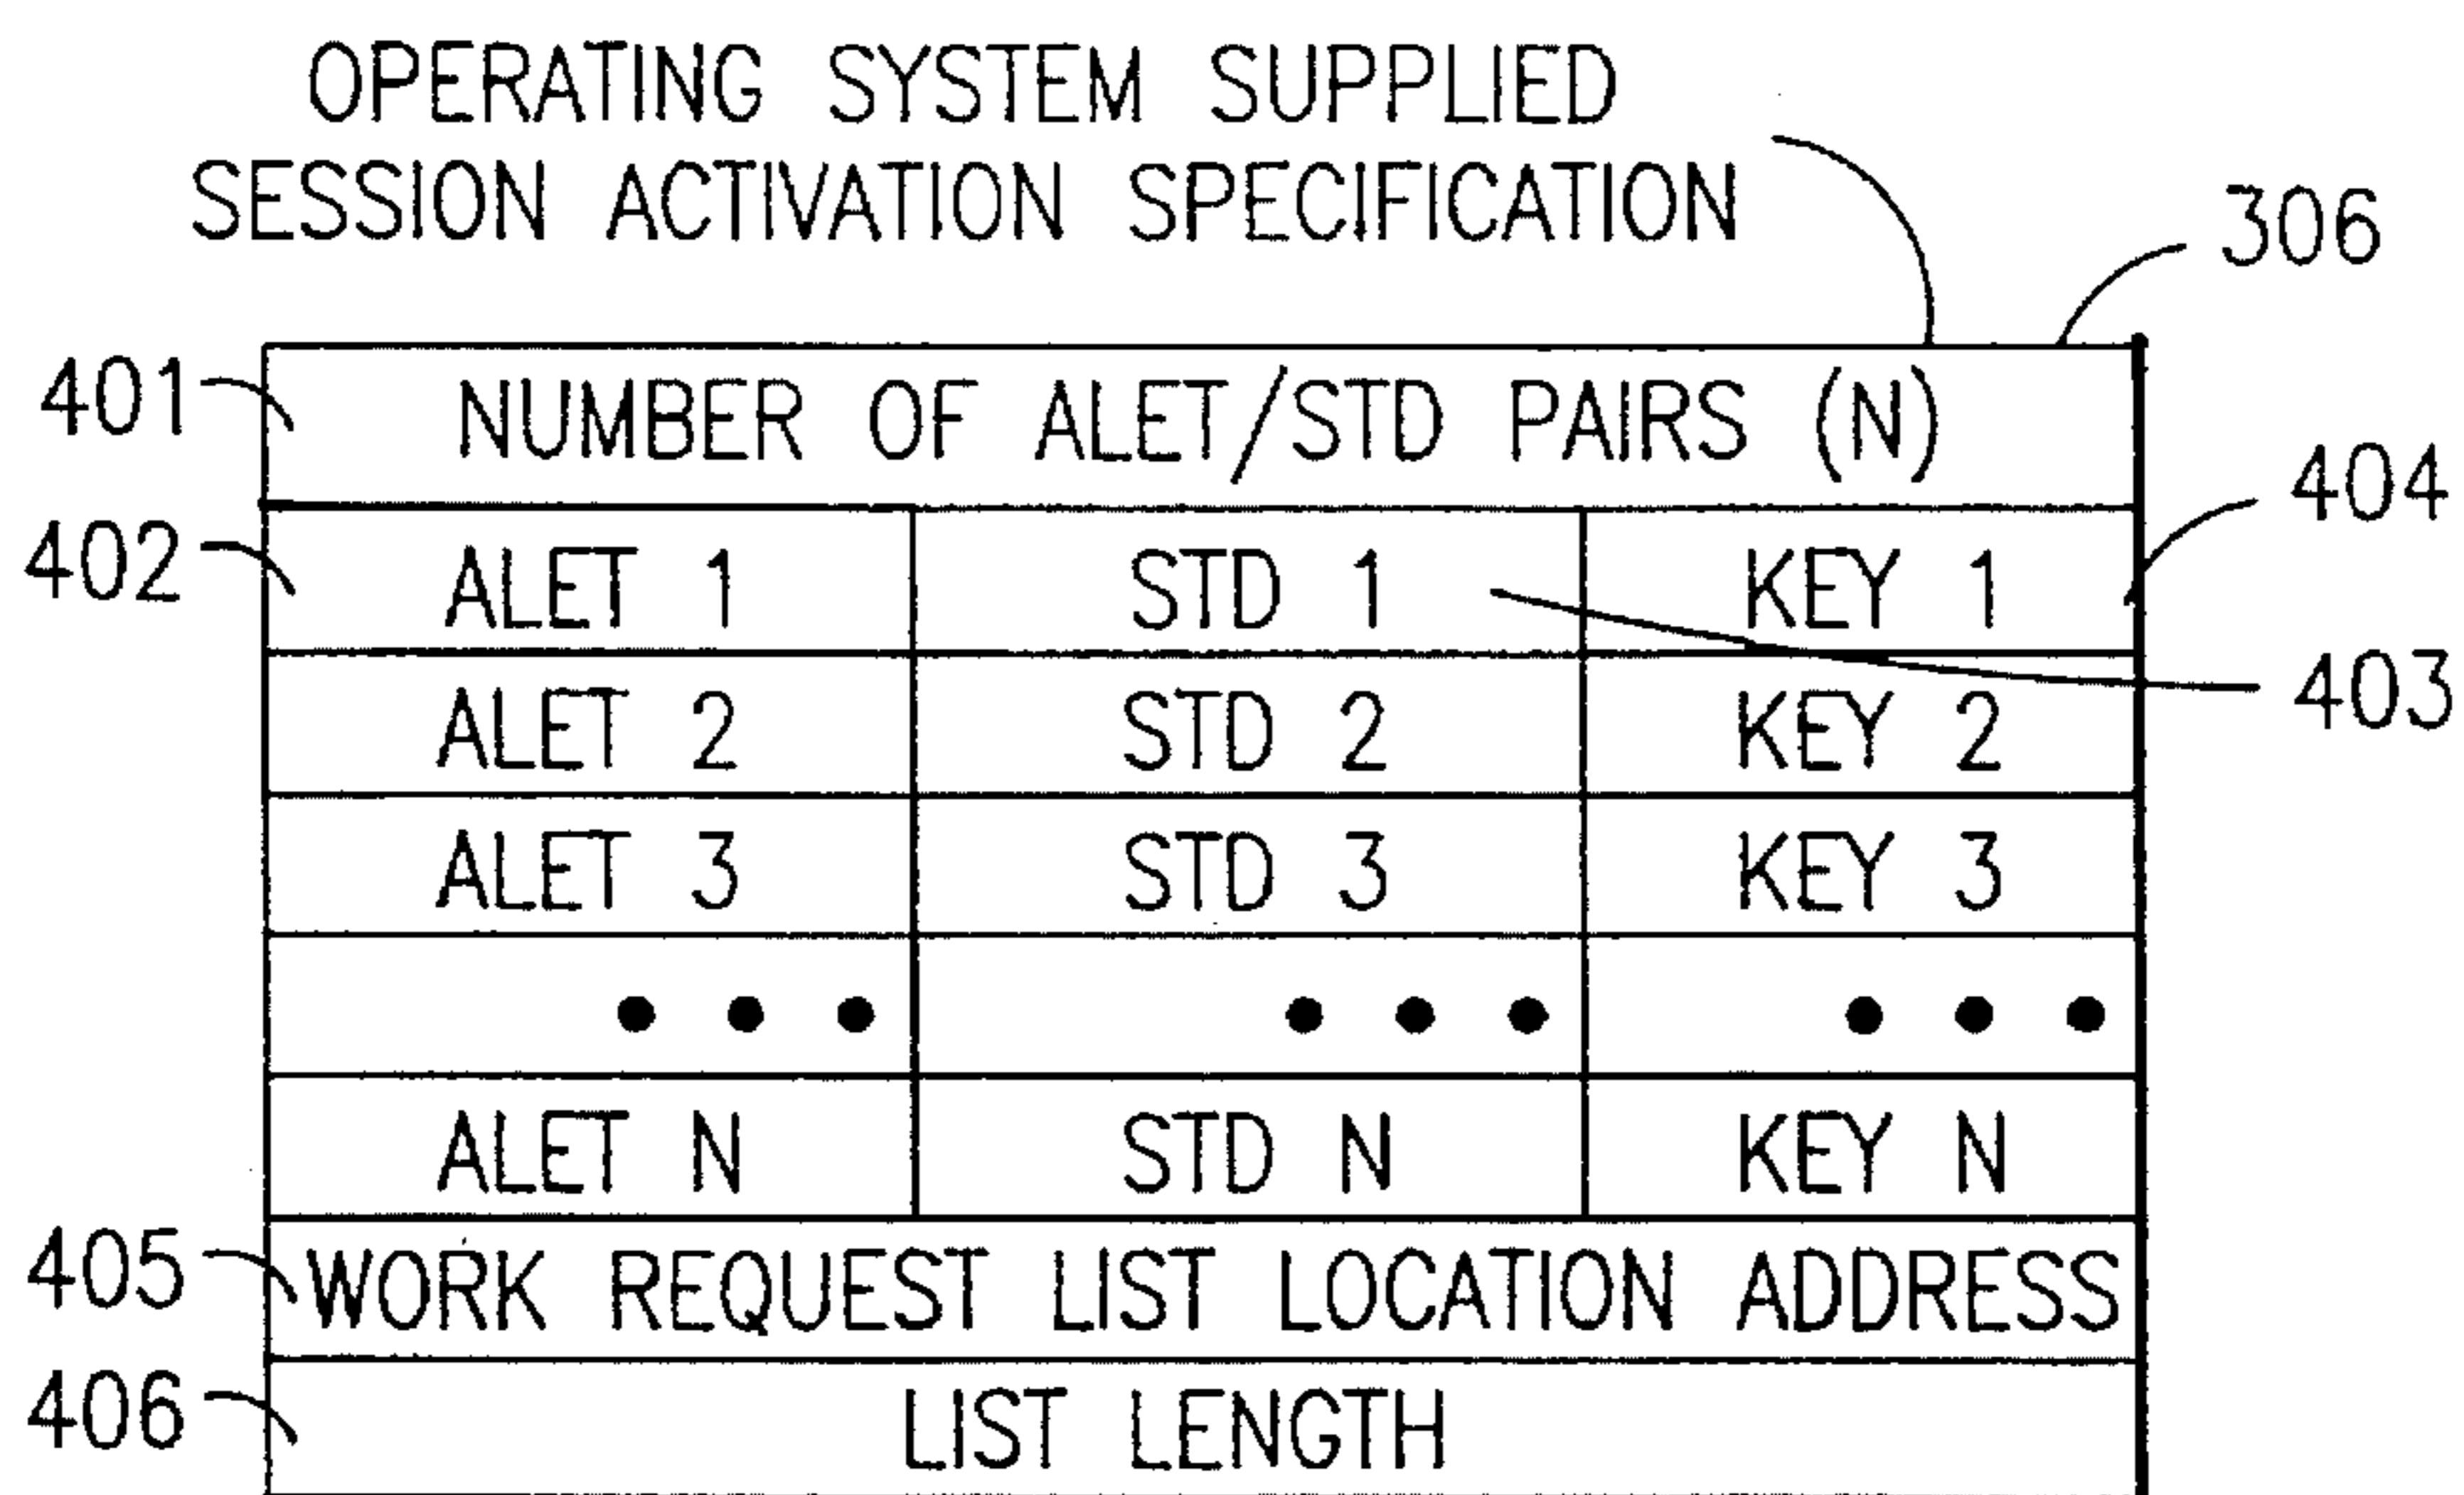 OPERATING SYSTEM SUPPLIED
SESSION ACTIVATION SPECIFICATION
306
401 NUMBER OF ALET/STD PAIRS (N)
404
402 ALET 1 STD 1 KEY 1
403
ALET 2 STD 2 KEY 2
ALET 3 STD 3 KEY 3
• • • • • • • • •
ALET N STD N KEY N
405 WORK REQUEST LIST LOCATION ADDRESS
406 LIST LENGTH